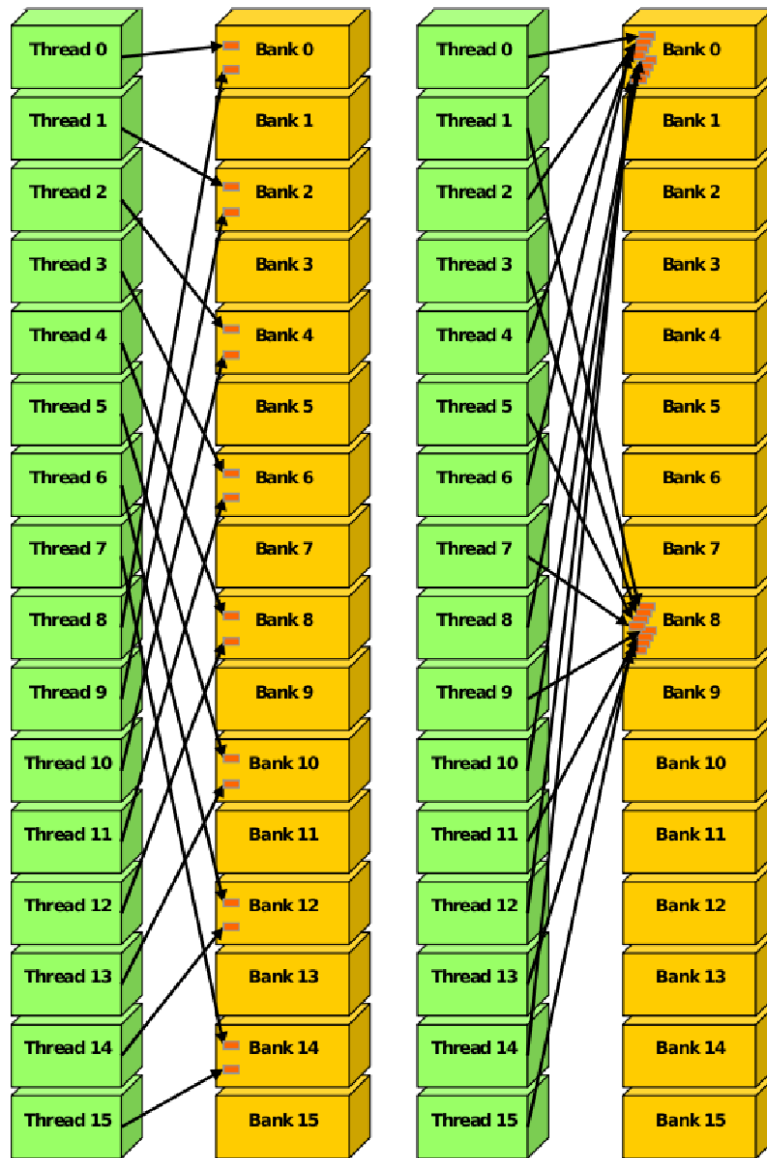 Thread 0 Bank 0 Thread 0 Bank 0
Thread 1 Bank 1 Thread 1 Bank 1
Thread 2 Bank 2 Thread 2 Bank 2
Thread 3 Bank 3 Thread 3 Bank 3
Thread 4 Bank 4 Thread 4 Bank 4
Thread 5 Bank 5 Thread 5 Bank 5
Thread 6 Bank 6 Thread 6 Bank 6
Thread 7 Bank 7 Thread 7 Bank 7
Thread 8 Bank 8 Thread 8 Bank 8
Thread 9 Bank 9 Thread 9 Bank 9
Thread 10 Bank 10 Thread 10 Bank 10
Thread 11 Bank 11 Thread 11 Bank 11
Thread 12 Bank 12 Thread 12 Bank 12
Thread 13 Bank 13 Thread 13 Bank 13
Thread 14 Bank 14 Thread 14 Bank 14
Thread 15 Bank 15 Thread 15 Bank 15